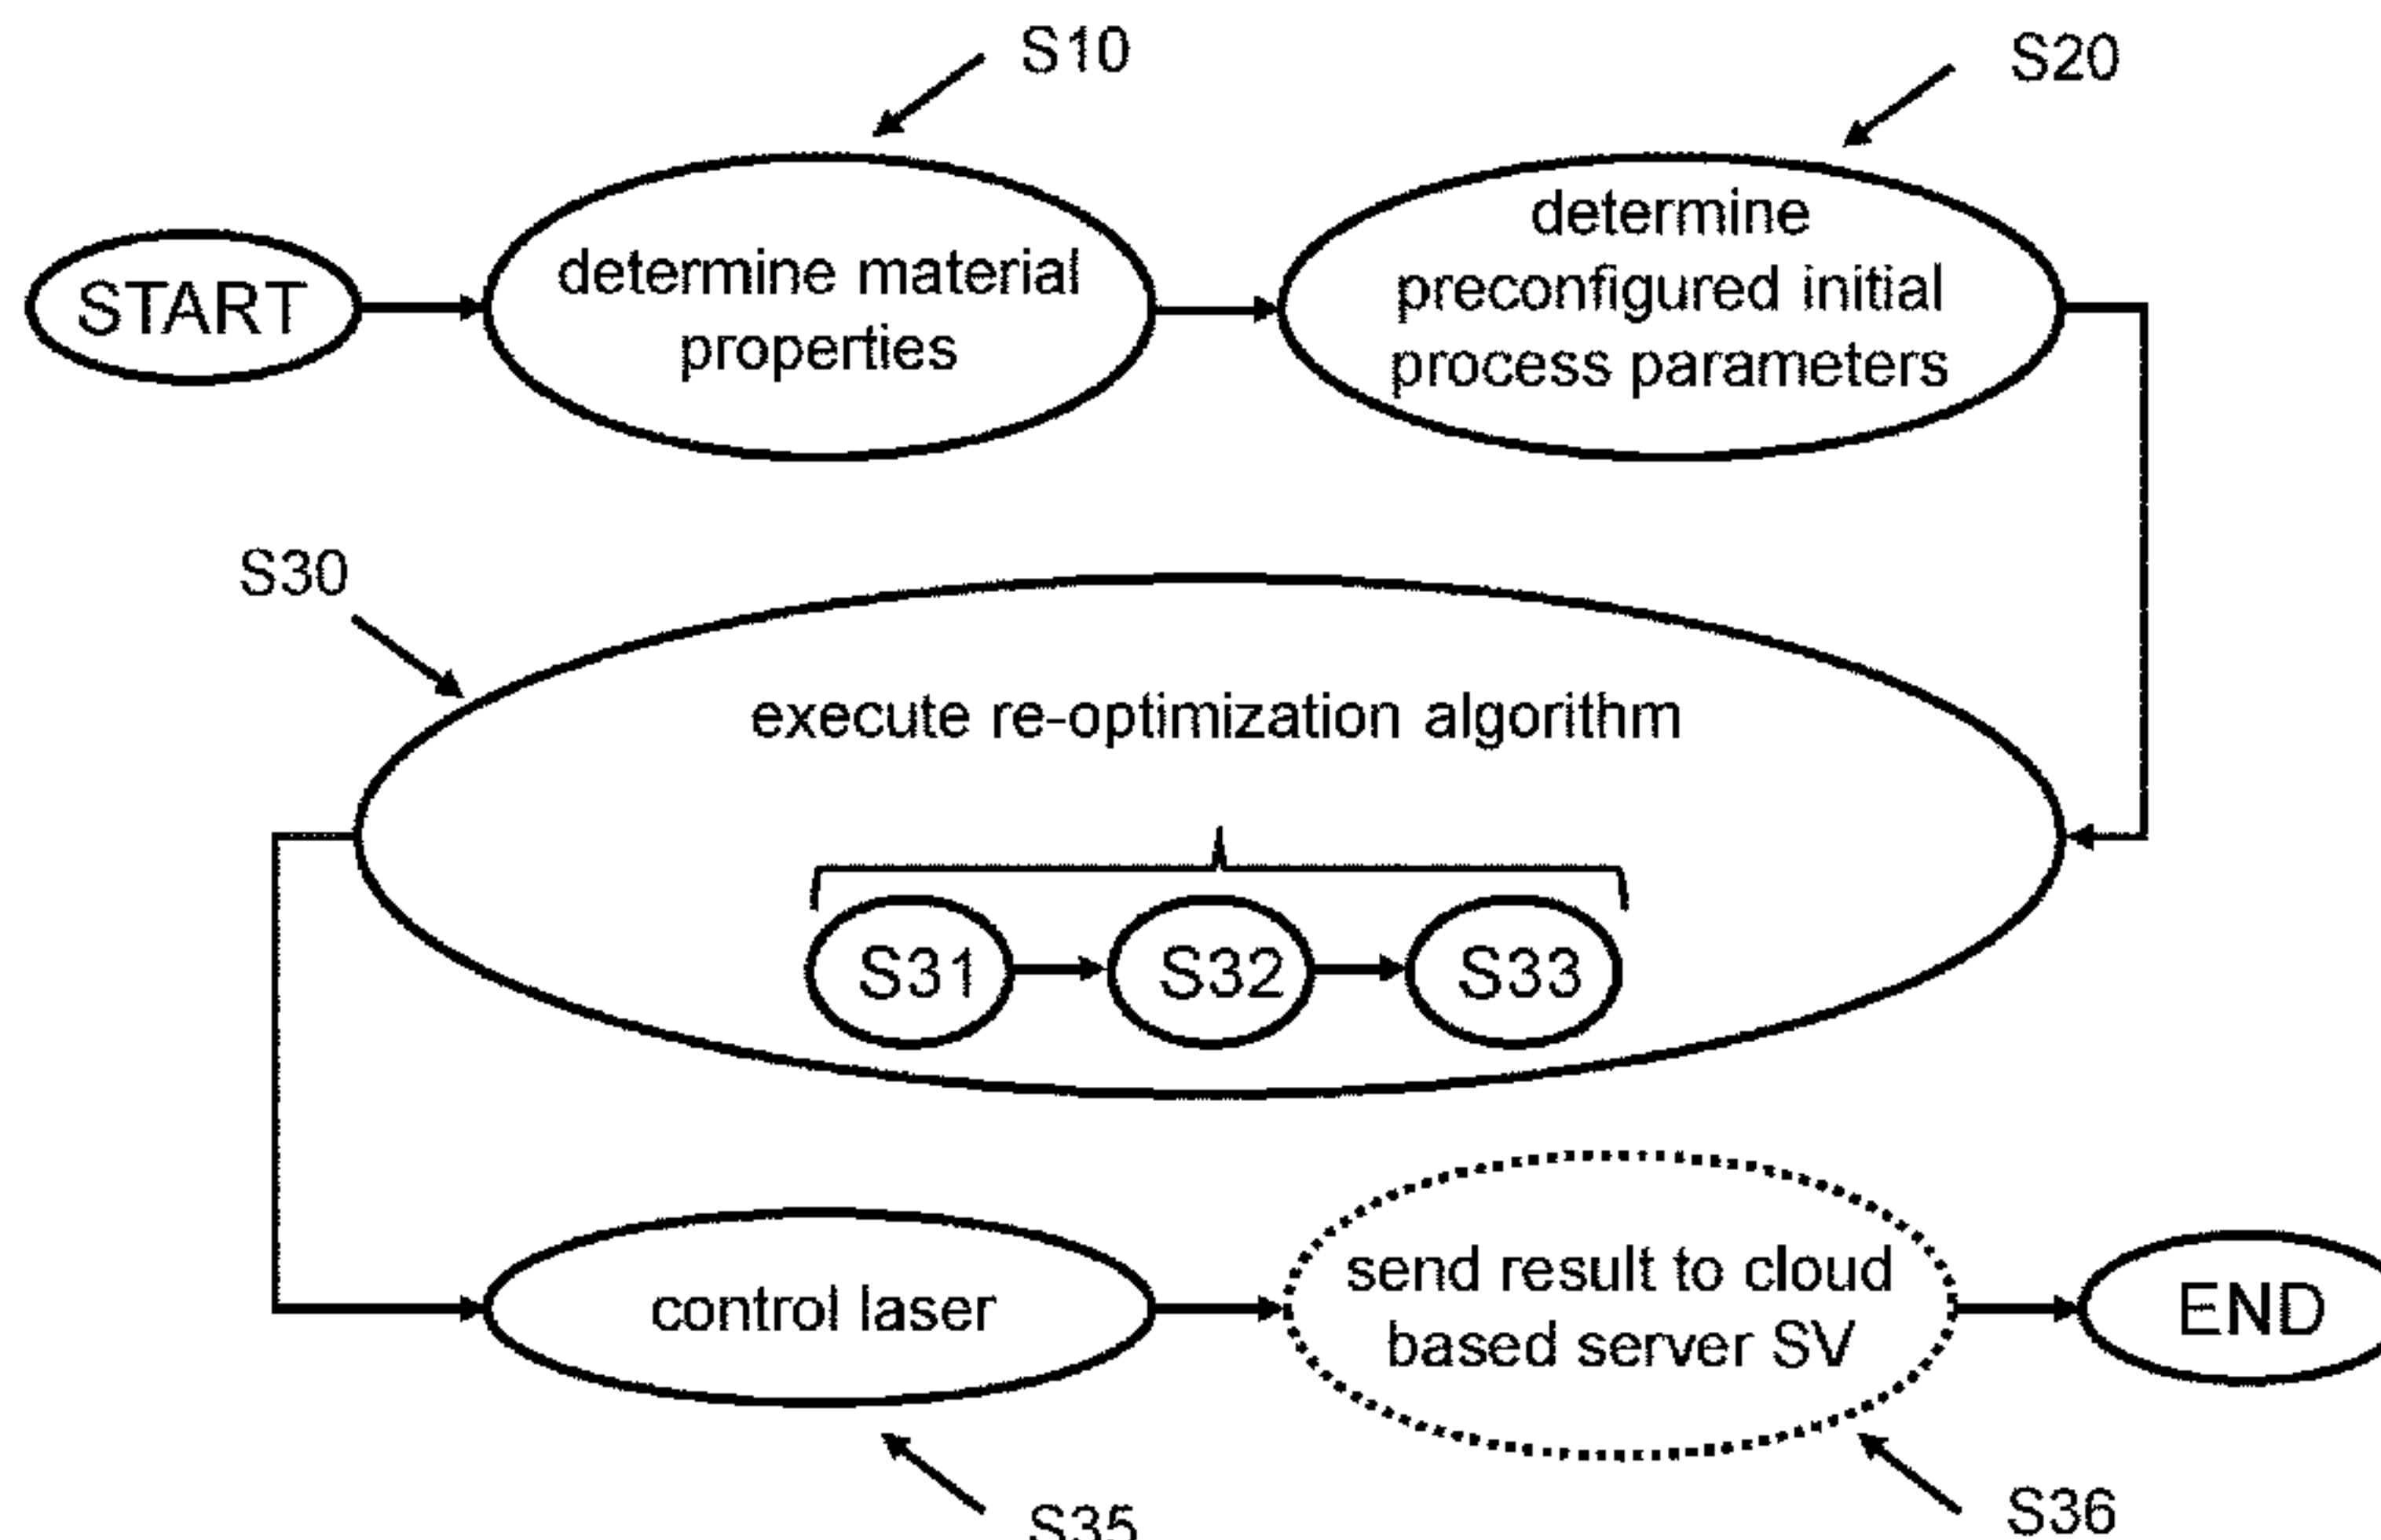 S10
S20
START
determine material
properties
determine
preconfigured initial
process parameters
S30
execute re-optimization algorithm
S31
S32
S33
control laser
send result to cloud
based server SV
END
S35
S36